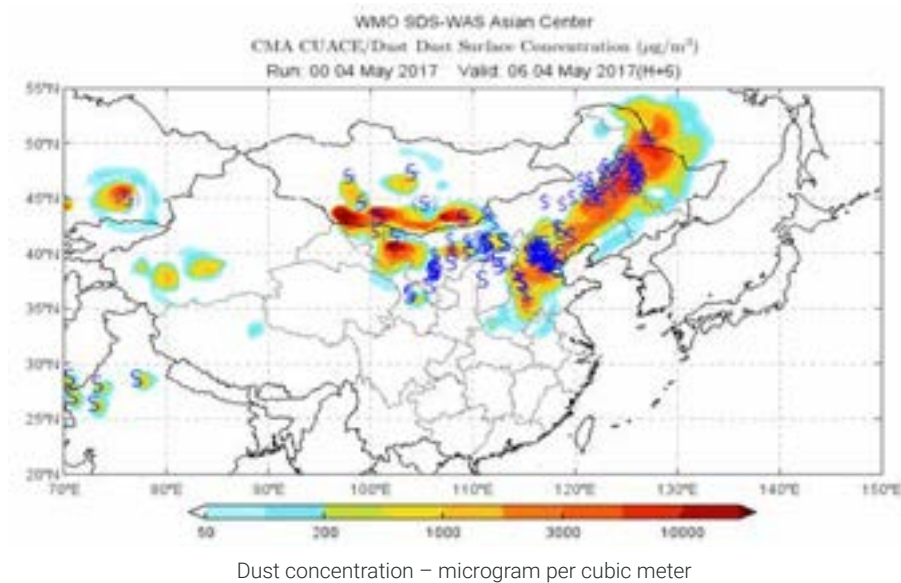 WMO SDS-WAS Asian Center
CMA CUACE/Dust Dust Surface Concentration (μg/m³)
Run: 00 04 May 2017 Valid: 06 04 May 2017(H+6)
55°N
50°N
45°N
40°N
35°N
30°N
25°N
20°N
70°E 80°E 90°E 100°E 110°E 120°E 130°E 140°E 150°E
50 200 1000 3000 10000
Dust concentration – microgram per cubic meter